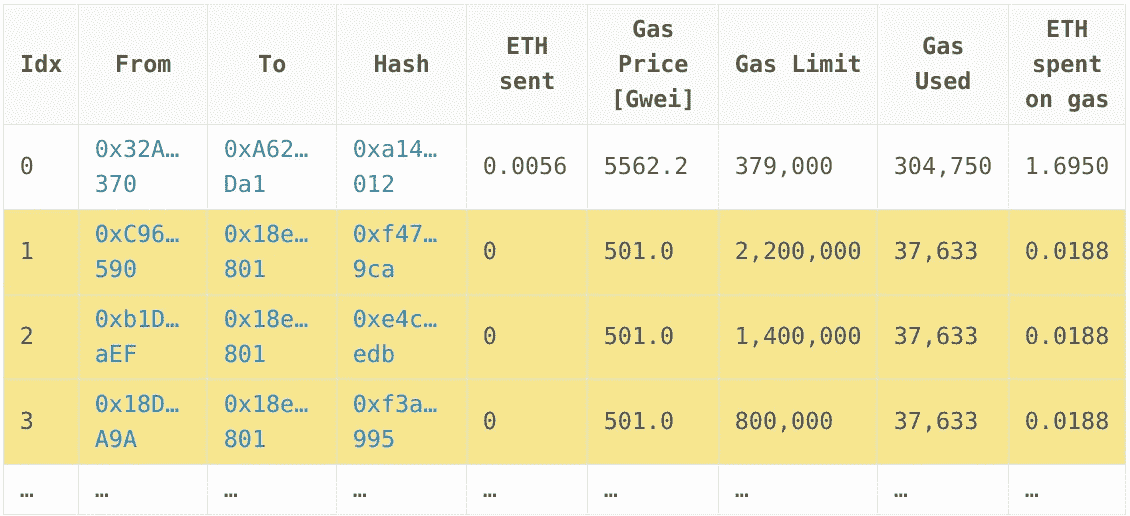 Idx From To Hash ETH sent Gas Price [Gwei] Gas Limit Gas Used ETH spent on gas
0 0x32A…370 0xA62…Da1 0xa14…012 0.0056 5562.2 379,000 304,750 1.6950
1 0xC96…590 0x18e…801 0xf47…9ca 0 501.0 2,200,000 37,633 0.0188
2 0xb1D…aEF 0x18e…801 0xe4c…edb 0 501.0 1,400,000 37,633 0.0188
3 0x18D…A9A 0x18e…801 0xf3a…995 0 501.0 800,000 37,633 0.0188
… … … … … … … … …